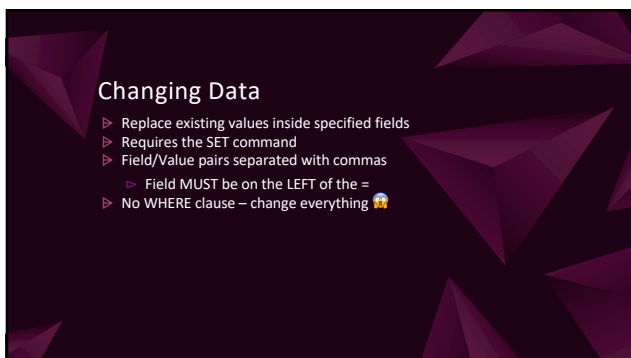 Changing Data
Replace existing values inside specified fields
Requires the SET command
Field/Value pairs separated with commas
Field MUST be on the LEFT of the =
No WHERE clause – change everything 😱